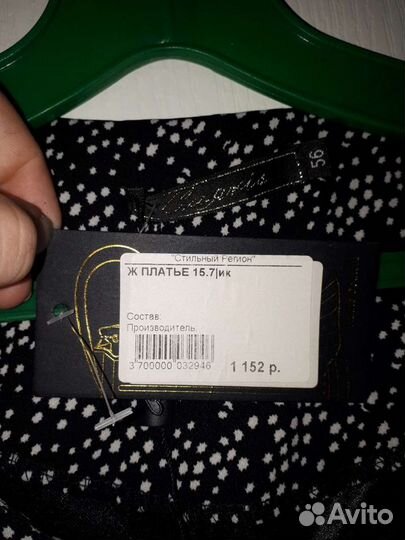 56
"Стильный Регион"
Ж ПЛАТЬЕ 15.7|ик
Состав:
Производитель:
3 700000 032946
1 152 р.
Avito